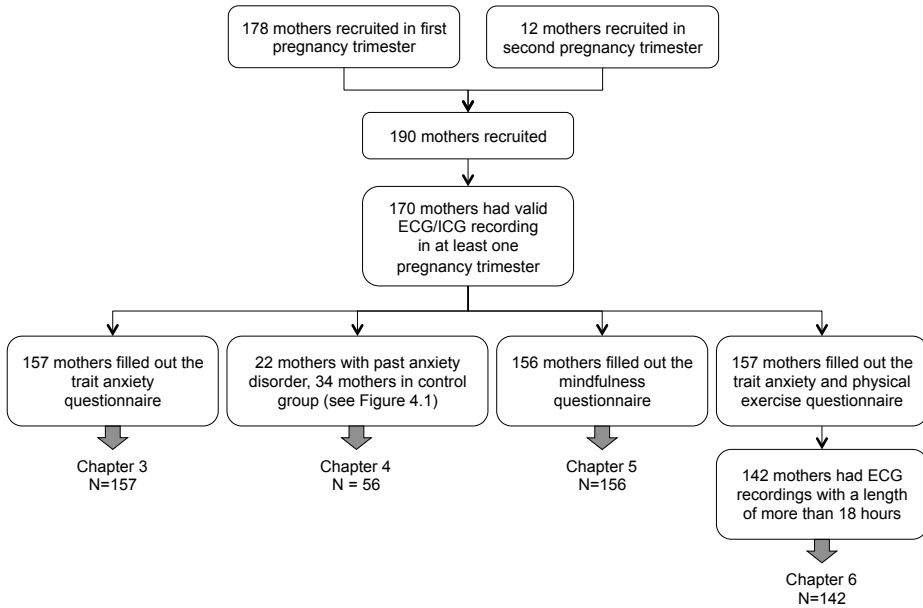 178 mothers recruited in first
pregnancy trimester
12 mothers recruited in
second pregnancy trimester
190 mothers recruited
170 mothers had valid
ECG/ICG recording
in at least one
pregnancy trimester
157 mothers filled out the
trait anxiety
questionnaire
22 mothers with past anxiety
disorder, 34 mothers in control
group (see Figure 4.1)
156 mothers filled out the
mindfulness
questionnaire
157 mothers filled out the
trait anxiety and physical
exercise questionnaire
Chapter 3
N=157
Chapter 4
N = 56
Chapter 5
N=156
142 mothers had ECG
recordings with a length
of more than 18 hours
Chapter 6
N=142